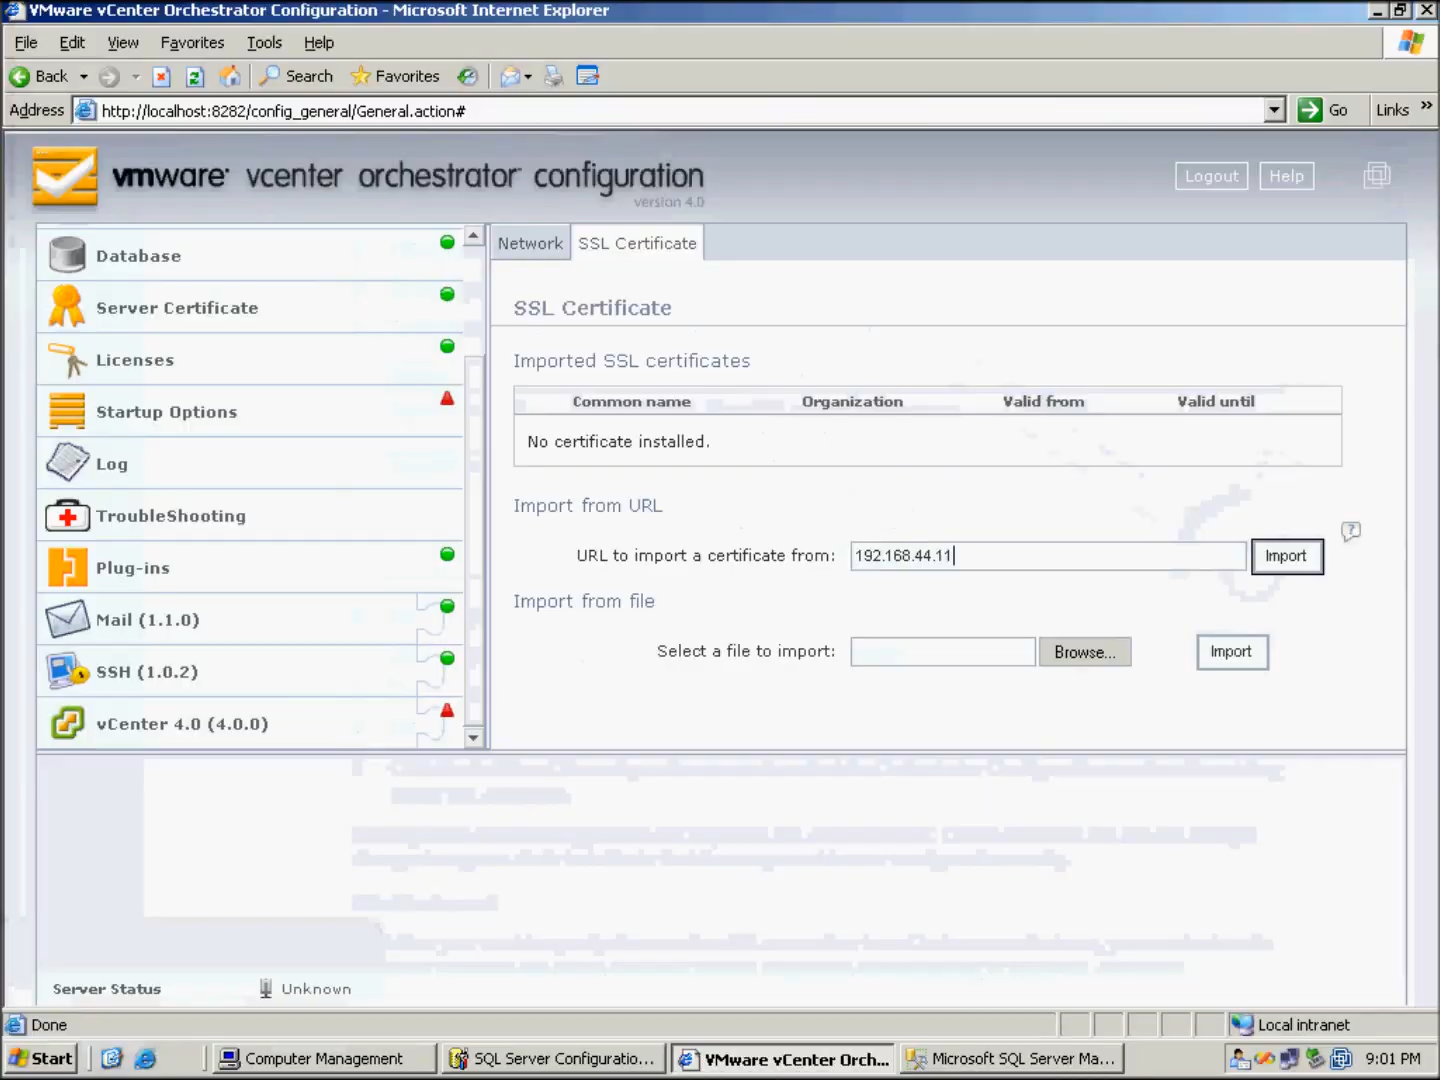 VMware vCenter Orchestrator Configuration - Microsoft Internet Explorer
File Edit View Favorites Tools Help
Back Search Favorites
Address http://localhost:8282/config_general/General.action# Go Links »
vmware vcenter orchestrator configuration
version 4.0
Logout Help
Network SSL Certificate
Database
Server Certificate
Licenses
Startup Options
Log
TroubleShooting
Plug-ins
Mail (1.1.0)
SSH (1.0.2)
vCenter 4.0 (4.0.0)
SSL Certificate
Imported SSL certificates
Common name Organization Valid from Valid until
No certificate installed.
Import from URL
URL to import a certificate from: 192.168.44.11 Import
Import from file
Select a file to import: Browse... Import
Server Status Unknown
Done Local intranet
Start Computer Management SQL Server Configuratio... VMware vCenter Orch... Microsoft SQL Server Ma... 9:01 PM